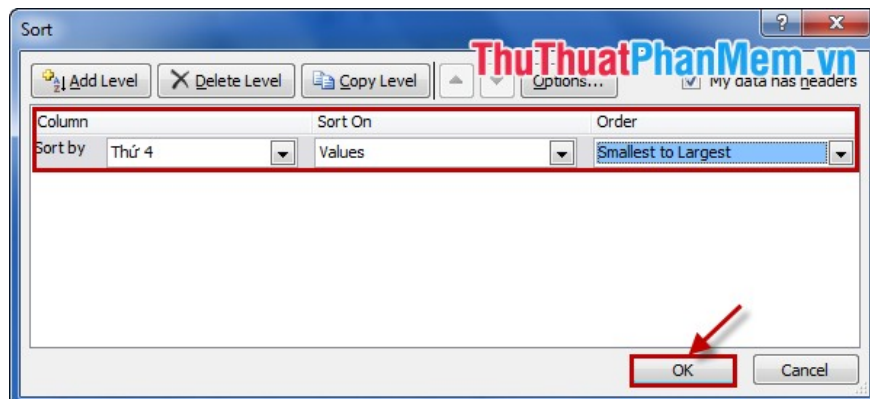 Sort
ThuThuatPhanMem.vn
Add Level Delete Level Copy Level Options... My data has headers
Column Sort On Order
Sort by Thứ 4 Values Smallest to Largest
OK Cancel